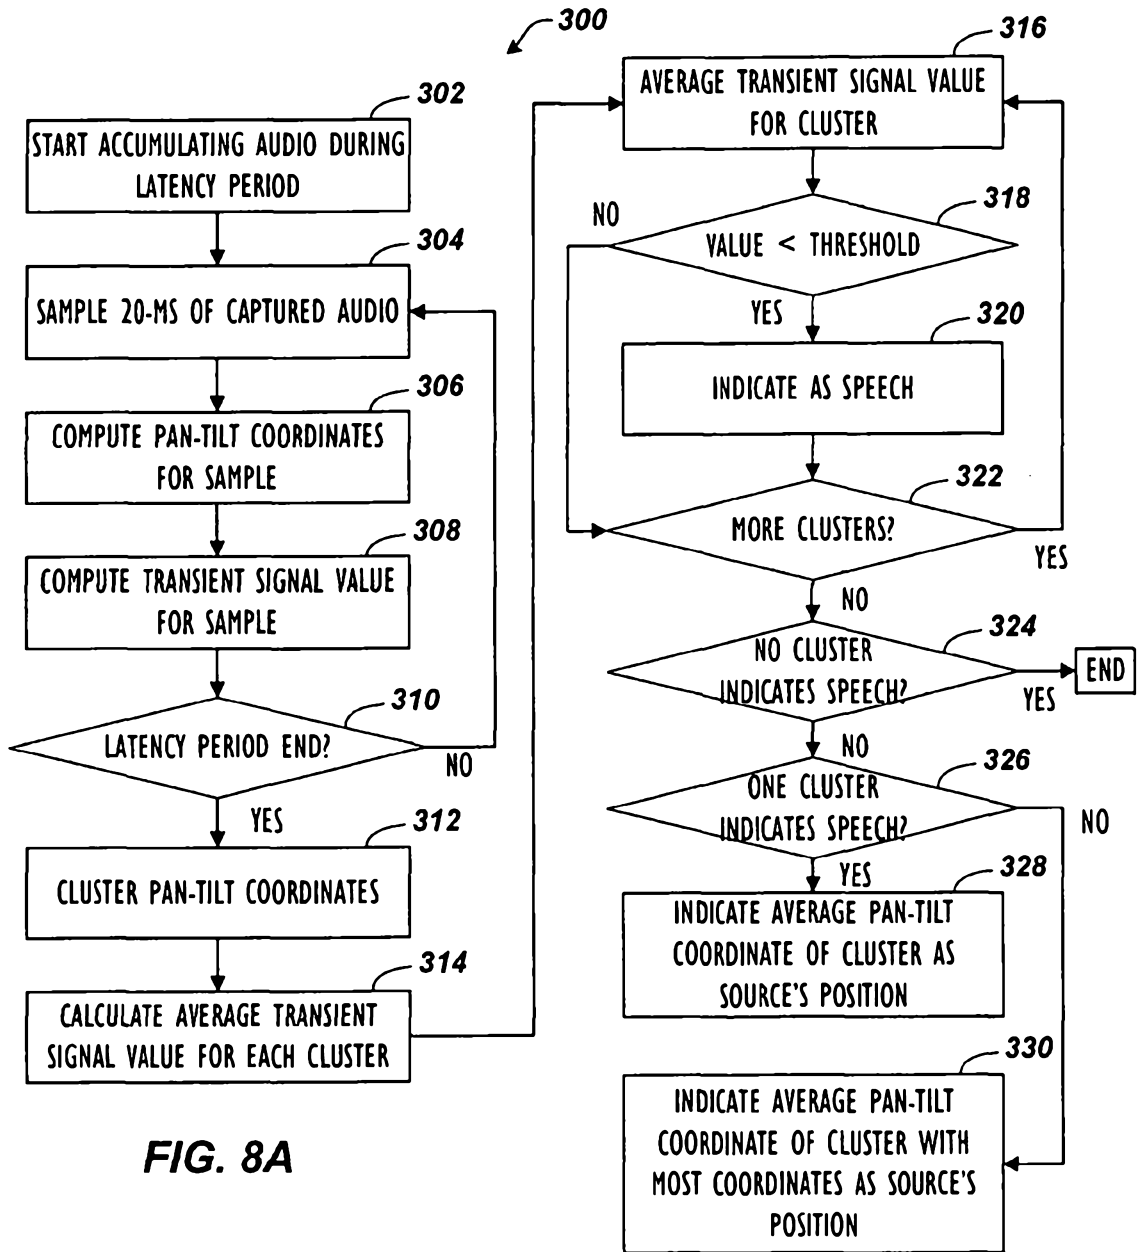 300
302
START ACCUMULATING AUDIO DURING
LATENCY PERIOD
304
SAMPLE 20-MS OF CAPTURED AUDIO
306
COMPUTE PAN-TILT COORDINATES
FOR SAMPLE
308
COMPUTE TRANSIENT SIGNAL VALUE
FOR SAMPLE
310
LATENCY PERIOD END?
NO
YES
312
CLUSTER PAN-TILT COORDINATES
314
CALCULATE AVERAGE TRANSIENT
SIGNAL VALUE FOR EACH CLUSTER
316
AVERAGE TRANSIENT SIGNAL VALUE
FOR CLUSTER
318
NO
VALUE < THRESHOLD
YES
320
INDICATE AS SPEECH
322
MORE CLUSTERS?
YES
NO
324
NO CLUSTER
INDICATES SPEECH?
YES
END
NO
326
ONE CLUSTER
INDICATES SPEECH?
NO
YES
328
INDICATE AVERAGE PAN-TILT
COORDINATE OF CLUSTER AS
SOURCE'S POSITION
330
INDICATE AVERAGE PAN-TILT
COORDINATE OF CLUSTER WITH
MOST COORDINATES AS SOURCE'S
POSITION
FIG. 8A